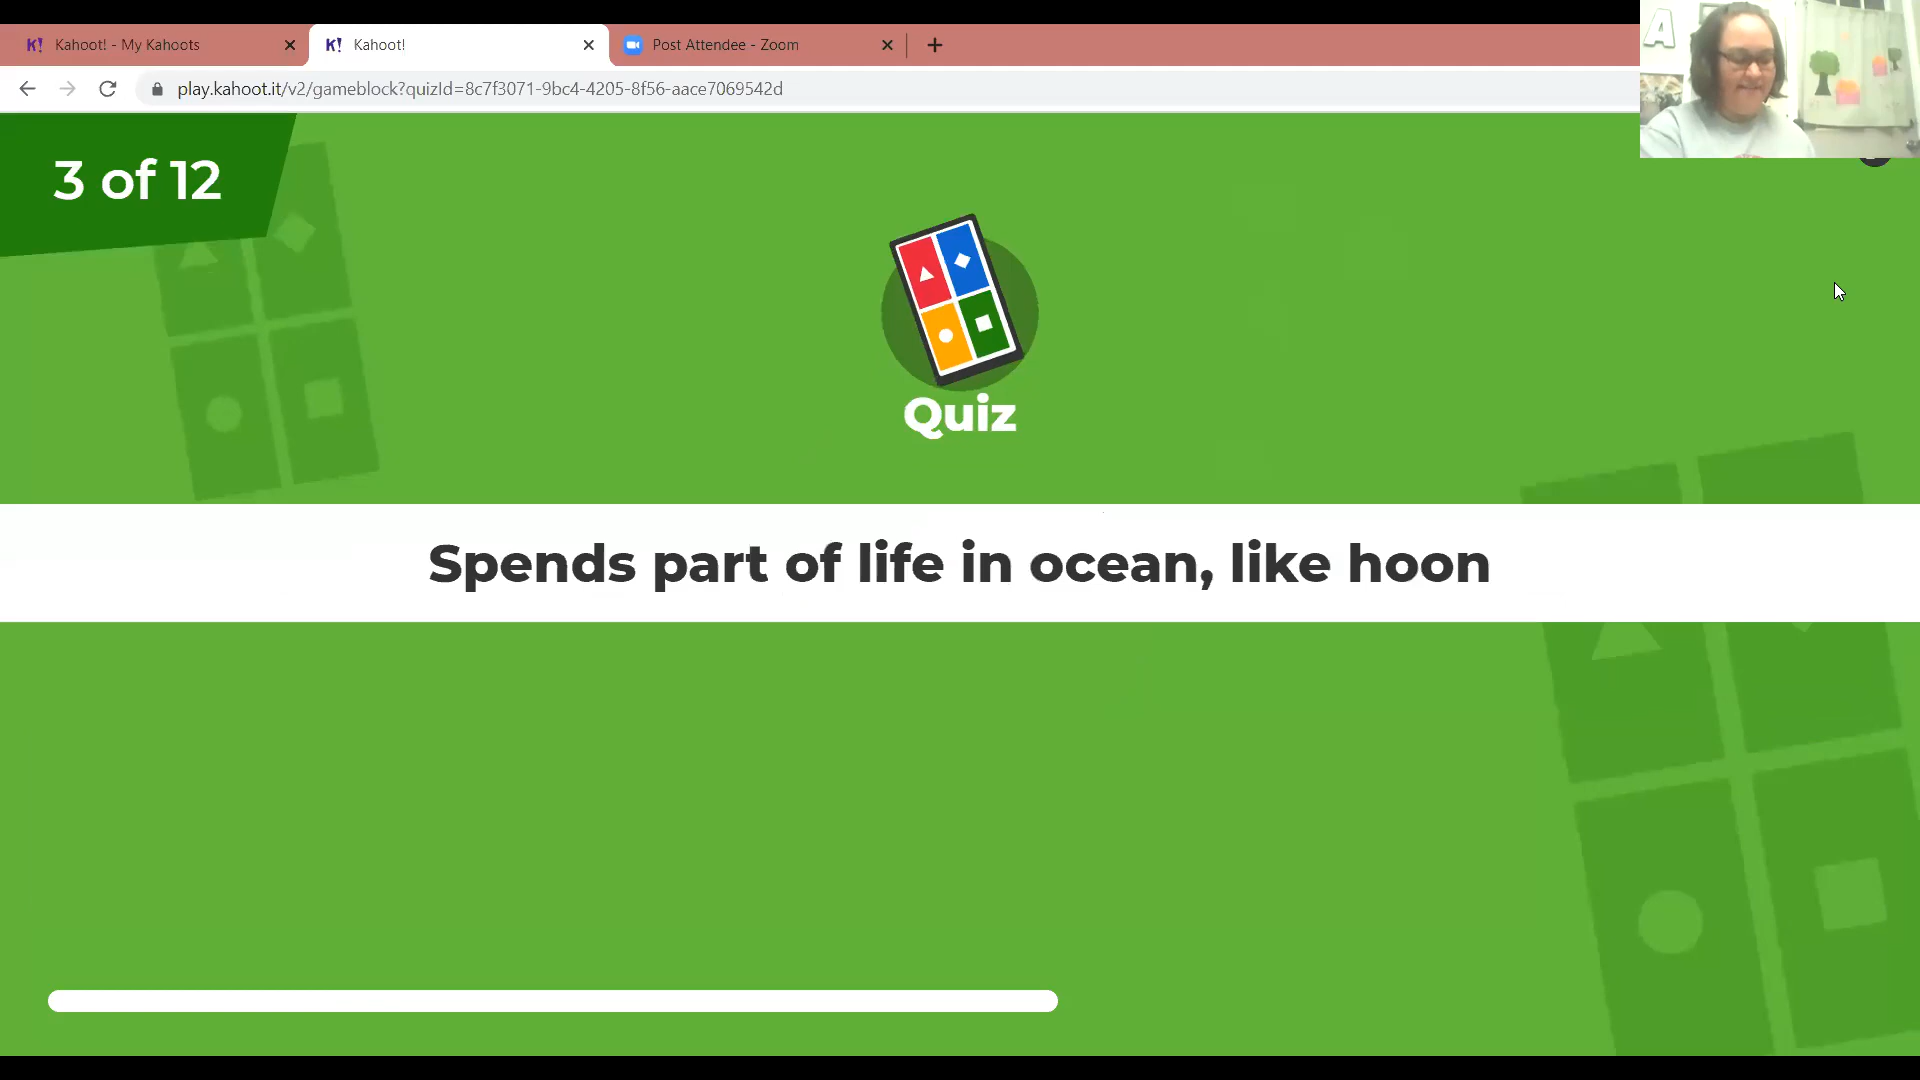 Kahoot! - My Kahoots
Kahoot!
Post Attendee - Zoom
play.kahoot.it/v2/gameblock?quizId=8c7f3071-9bc4-4205-8f56-aace7069542d
A
3 of 12
Quiz
Spends part of life in ocean, like hoon